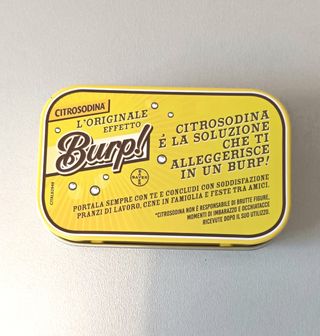 CITROSODINA
L'ORIGINALE
EFFETTO
Burp!
BAYER
CITROSODINA
É LA SOLUZIONE
CHE TI
ALLEGGERISCE
IN UN BURP!
PORTALA SEMPRE CON TE E CONCLUDI CON SODDISFAZIONE
PRANZI DI LAVORO, CENE IN FAMIGLIA E FESTE TRA AMICI.
*CITROSODINA NON É RESPONSABILE DI BRUTTE FIGURE,
MOMENTI DI IMBARAZZO E OCCHIATACCE
RICEVUTE DOPO IL SUO UTILIZZO.